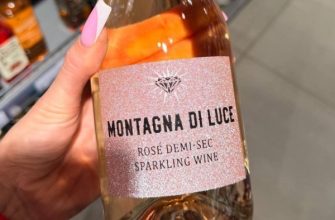 MONTAGNA DI LUCE
ROSÉ DEMI-SEC
SPARKLING WINE